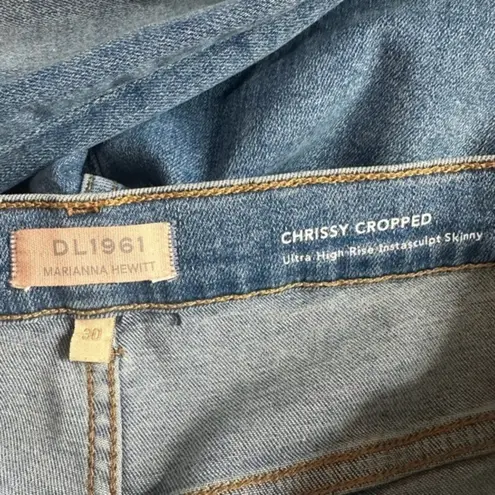 DL1961
MARIANNA HEWITT
CHRISSY CROPPED
Ultra High-Rise Instasculpt Skinny
30